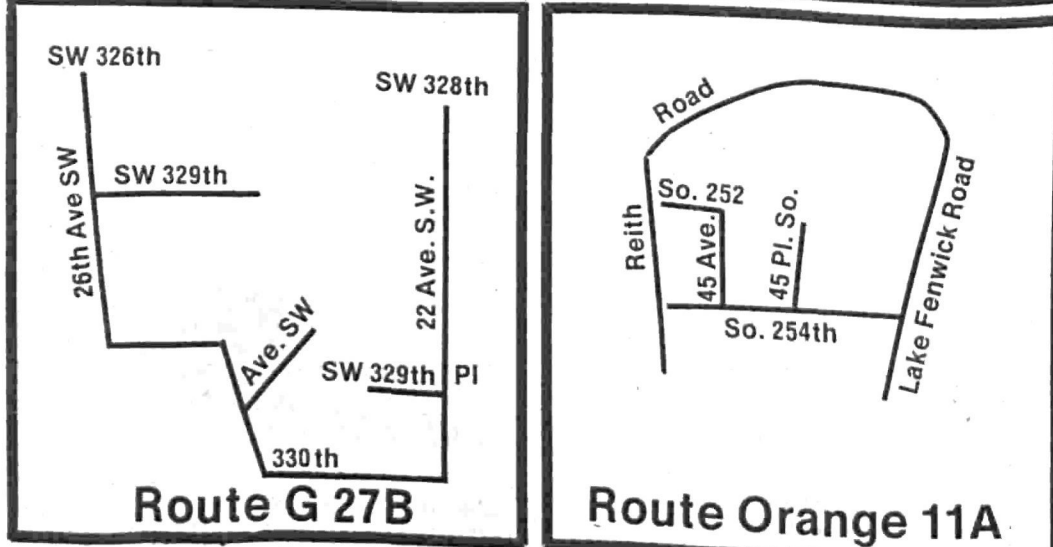 SW 326th
SW 328th
SW 329th
26th Ave SW
22 Ave. S.W.
Ave. SW
SW 329th Pl
330th
Route G 27B
Road
So. 252
Reith
45 Ave.
45 Pl. So.
Lake Fenwick Road
So. 254th
Route Orange 11A